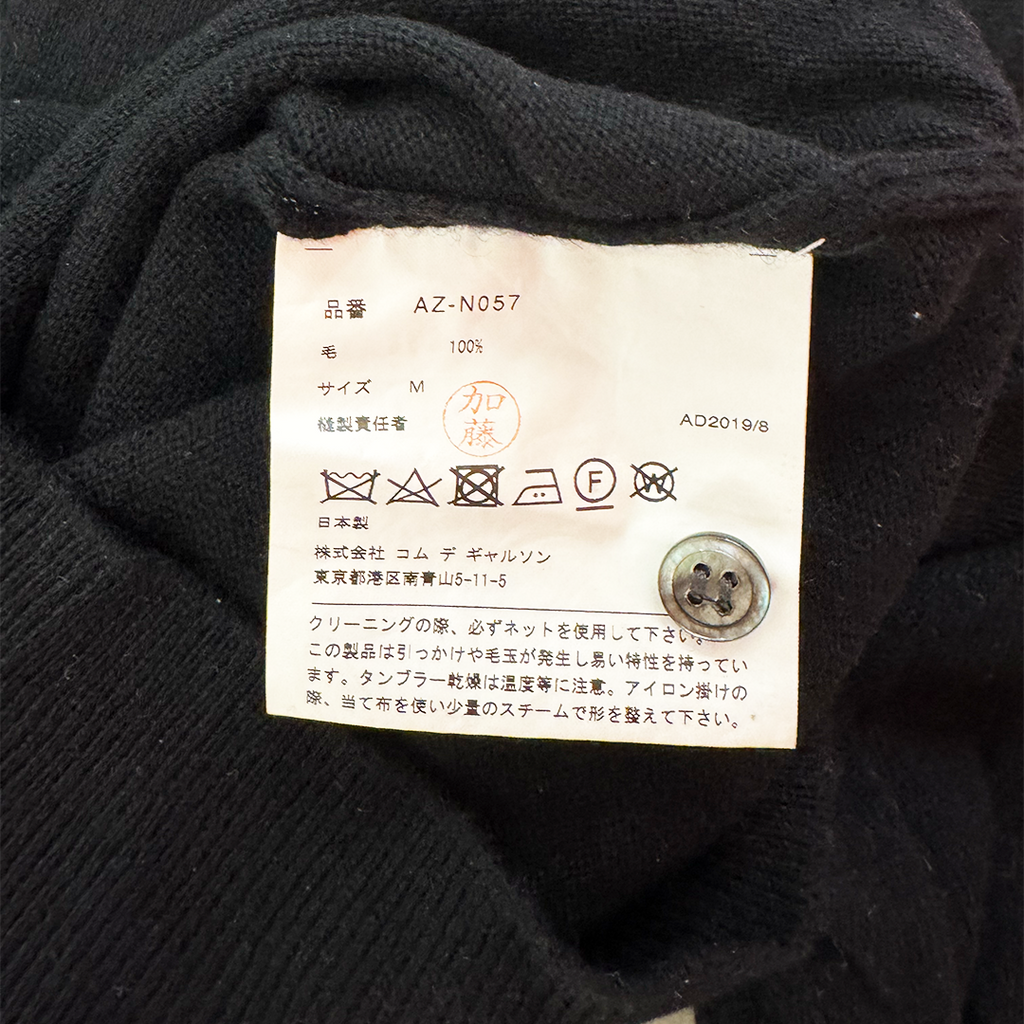 品番 AZ-N057
毛 100%
サイズ M
縫製責任者 加藤 AD2019/8
F W
日本製
株式会社 コム デ ギャルソン
東京都港区南青山5-11-5
クリーニングの際、必ずネットを使用して下さい。
この製品は引っかけや毛玉が発生し易い特性を持ってい
ます。タンブラー乾燥は温度等に注意。アイロン掛けの
際、当て布を使い少量のスチームで形を整えて下さい。